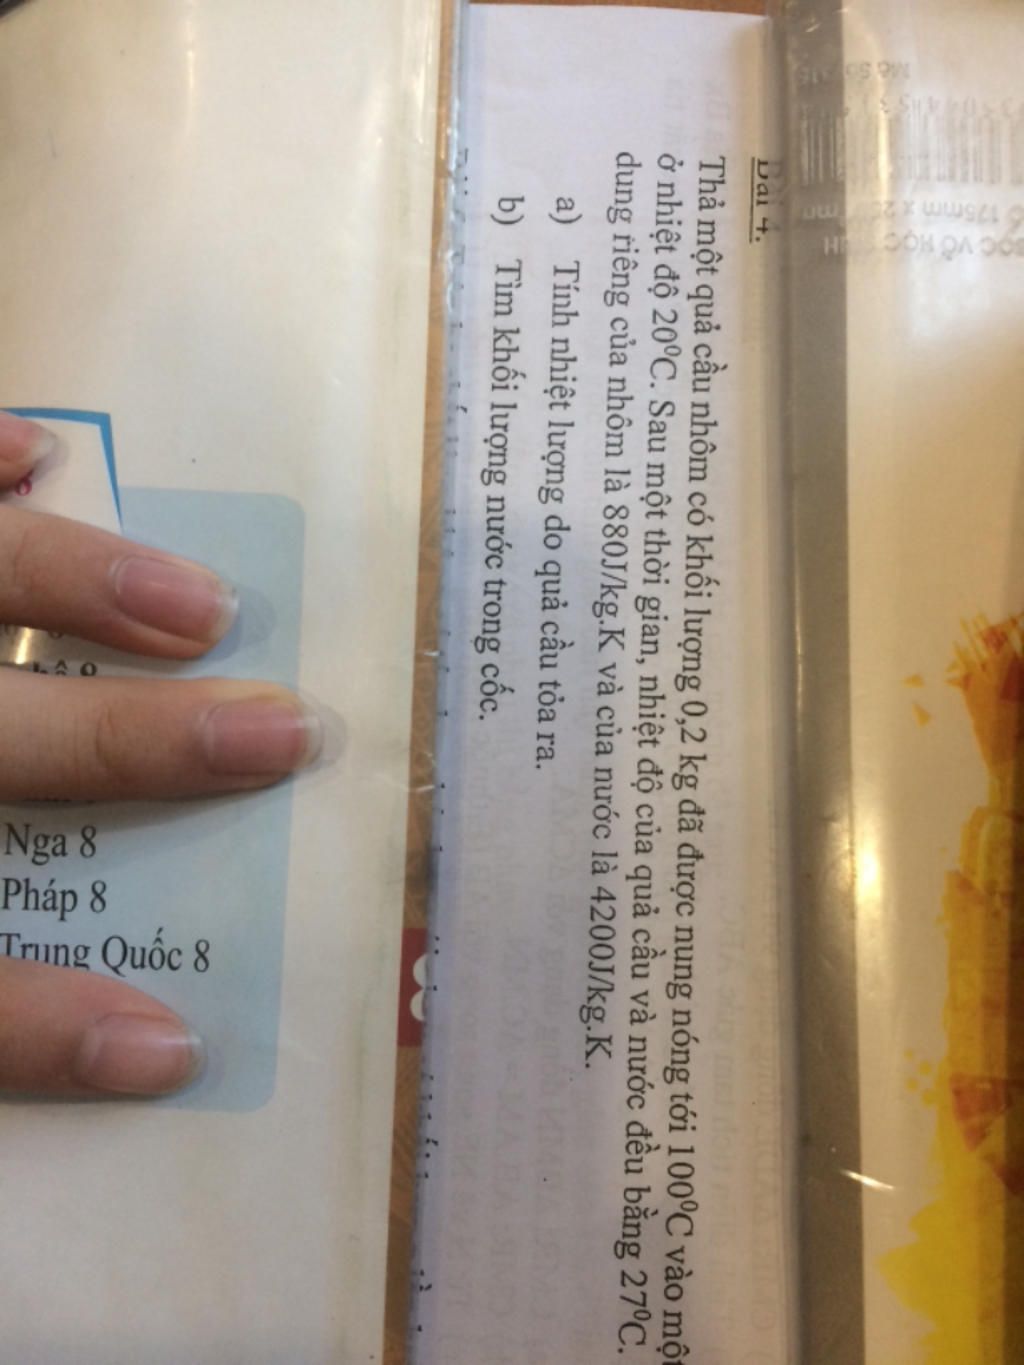 Bài 4.
Thả một quả cầu nhôm có khối lượng 0,2 kg đã được nung nóng tới 100⁰C vào một
ở nhiệt độ 20⁰C. Sau một thời gian, nhiệt độ của quả cầu và nước đều bằng 27⁰C.
dung riêng của nhôm là 880J/kg.K và của nước là 4200J/kg.K.
a) Tính nhiệt lượng do quả cầu tỏa ra.
b) Tìm khối lượng nước trong cốc.
Nga 8
Pháp 8
Trung Quốc 8